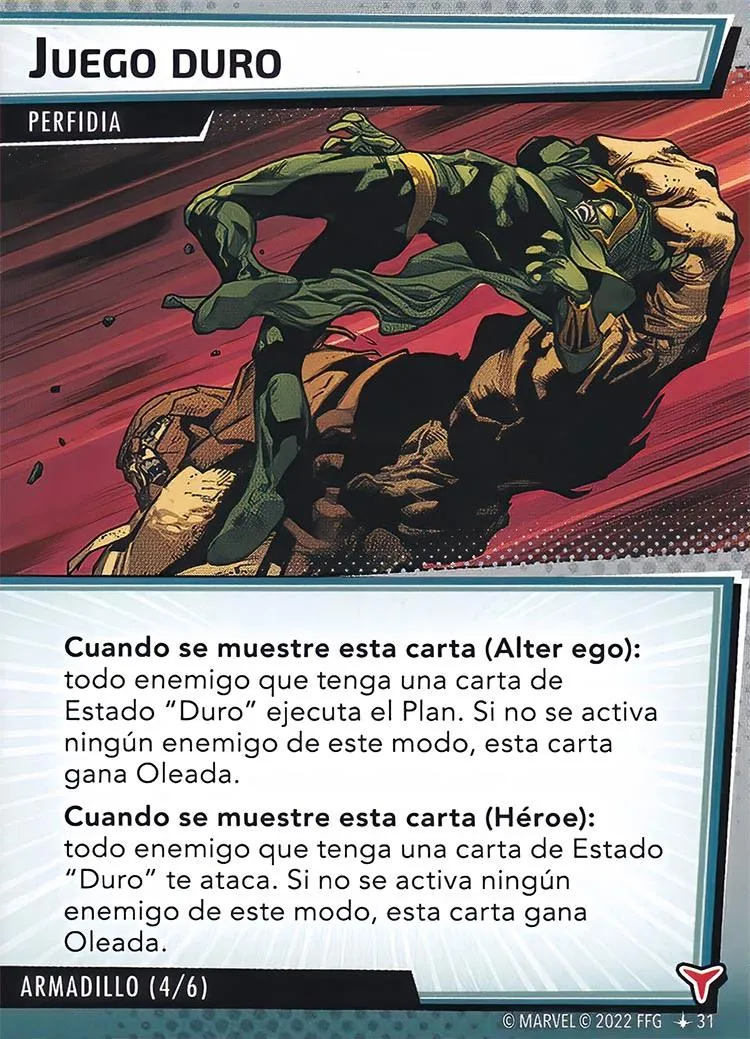 JUEGO DURO
PERFIDIA
Cuando se muestre esta carta (Alter ego):
todo enemigo que tenga una carta de
Estado “Duro” ejecuta el Plan. Si no se activa
ningún enemigo de este modo, esta carta
gana Oleada.
Cuando se muestre esta carta (Héroe):
todo enemigo que tenga una carta de Estado
“Duro” te ataca. Si no se activa ningún
enemigo de este modo, esta carta gana
Oleada.
ARMADILLO (4/6)
© MARVEL © 2022 FFG 31